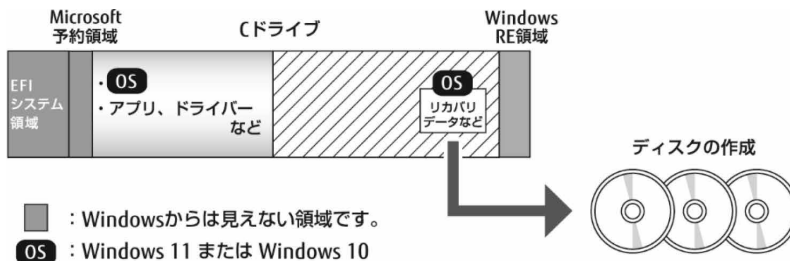 Microsoft
予約領域
Cドライブ
Windows
RE領域
EFI
システム
領域
・OS
・アプリ、ドライバー
など
OS
リカバリ
データなど
ディスクの作成
：Windowsからは見えない領域です。
OS：Windows 11 または Windows 10